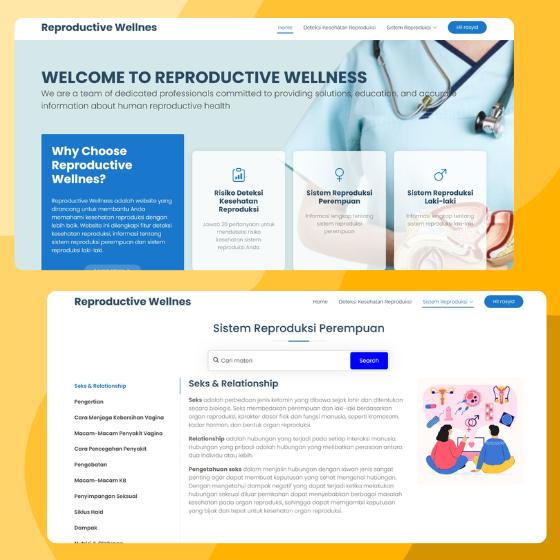 Reproductive Wellnes
Home Deteksi Kesehatan Reproduksi Sistem Reproduksi Hi! rosyid
WELCOME TO REPRODUCTIVE WELLNESS
We are a team of dedicated professionals committed to providing solutions, education, and accurate
information about human reproductive health
Why Choose
Reproductive
Wellnes?
Reproductive Wellness adalah website yang
dirancang untuk membantu Anda
memahami kesehatan reproduksi dengan
lebih baik. Website ini dilengkapi fitur deteksi
kesehatan reproduksi, informasi tentang
sistem reproduksi perempuan dan sistem
reproduksi laki-laki.
Risiko Deteksi
Kesehatan
Reproduksi
Jawab 28 pertanyaan untuk
mendeteksi risiko
kesehatan sistem
reproduksi Anda
Sistem Reproduksi
Perempuan
Informasi lengkap tentang
sistem reproduksi
perempuan
Sistem Reproduksi
Laki-laki
Informasi lengkap tentang
sistem reproduksi laki-laki
Reproductive Wellnes
Home Deteksi Kesehatan Reproduksi Sistem Reproduksi Hi! rosyid
Sistem Reproduksi Perempuan
Cari materi Search
Seks & Relationship
Pengertian
Cara Menjaga Kebersihan Vagina
Macam-Macam Penyakit Vagina
Cara Pencegahan Penyakit
Pengobatan
Macam-Macam KB
Penyimpangan Seksual
Siklus Haid
Dampak
Seks & Relationship
Seks adalah perbedaan jenis kelamin yang dibawa sejak lahir dan ditentukan
secara biologis. Seks membedakan perempuan dan laki-laki berdasarkan
organ reproduksi, karakter dasar fisik dan fungsi manusia, seperti kromosom,
kadar hormon, dan bentuk organ reproduksi.
Relationship adalah hubungan yang terjadi pada setiap interaksi manusia.
Hubungan yang pribadi adalah hubungan yang melibatkan perasaan antara
dua individu atau lebih.
Pengetahuan seks dalam menjalin hubungan dengan lawan jenis sangat
penting agar dapat membuat keputusan yang sehat mengenai hubungan.
Dengan mengetahui dampak negatif yang dapat terjadi ketika melakukan
hubungan seksual diluar pernikahan dapat menyebabkan berbagai masalah
kesehatan pada organ reproduksi, sehingga dapat mengambil keputusan
yang bijak dan tepat untuk kesehatan organ reproduksi.